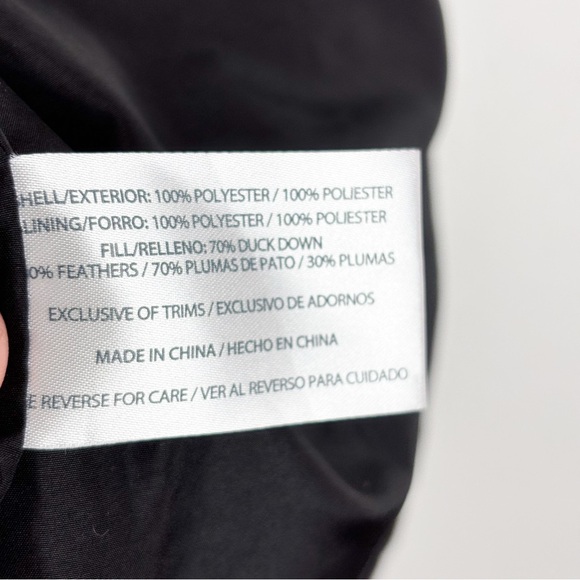 HELL/EXTERIOR: 100% POLYESTER / 100% POLIESTER
LINING/FORRO: 100% POLYESTER / 100% POLIESTER
FILL/RELLENO: 70% DUCK DOWN
0% FEATHERS / 70% PLUMAS DE PATO / 30% PLUMAS
EXCLUSIVE OF TRIMS / EXCLUSIVO DE ADORNOS
MADE IN CHINA / HECHO EN CHINA
E REVERSE FOR CARE / VER AL REVERSO PARA CUIDADO